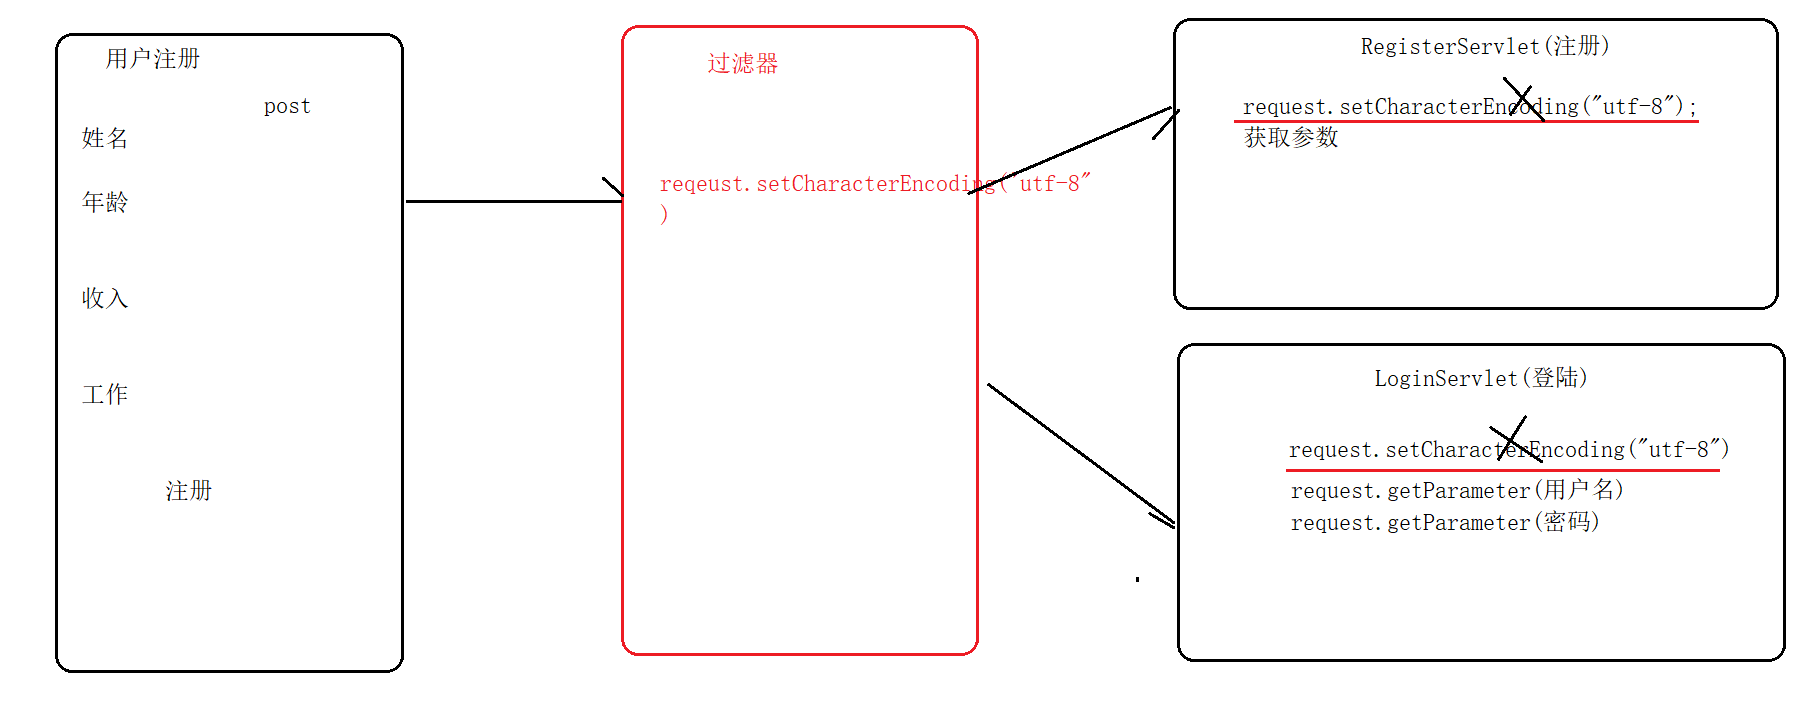 用户注册
post
姓名
年龄
收入
工作
注册
过滤器
reqeust.setCharacterEncoding("utf-8"
)
RegisterServlet(注册)
request.setCharacterEncoding("utf-8");
获取参数
LoginServlet(登陆)
request.setCharacterEncoding("utf-8")
request.getParameter(用户名)
request.getParameter(密码)